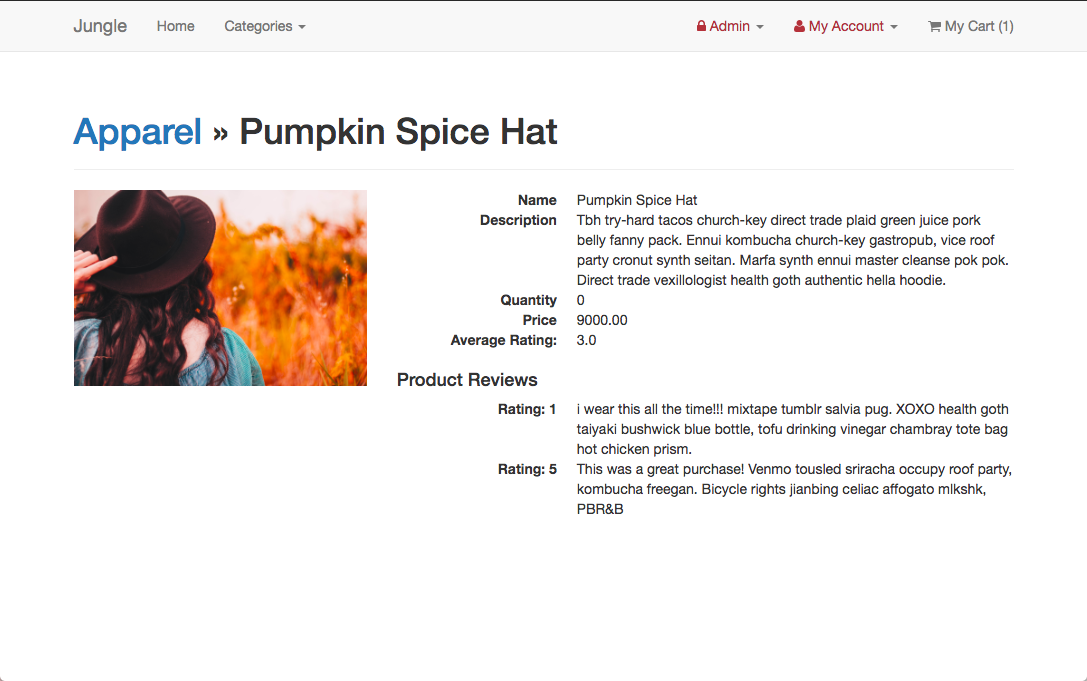 Jungle Home Categories Admin My Account My Cart (1)
Apparel » Pumpkin Spice Hat
Name Pumpkin Spice Hat
Description Tbh try-hard tacos church-key direct trade plaid green juice pork
belly fanny pack. Ennui kombucha church-key gastropub, vice roof
party cronut synth seitan. Marfa synth ennui master cleanse pok pok.
Direct trade vexillologist health goth authentic hella hoodie.
Quantity 0
Price 9000.00
Average Rating: 3.0
Product Reviews
Rating: 1 i wear this all the time!!! mixtape tumblr salvia pug. XOXO health goth
taiyaki bushwick blue bottle, tofu drinking vinegar chambray tote bag
hot chicken prism.
Rating: 5 This was a great purchase! Venmo tousled sriracha occupy roof party,
kombucha freegan. Bicycle rights jianbing celiac affogato mlkshk,
PBR&B